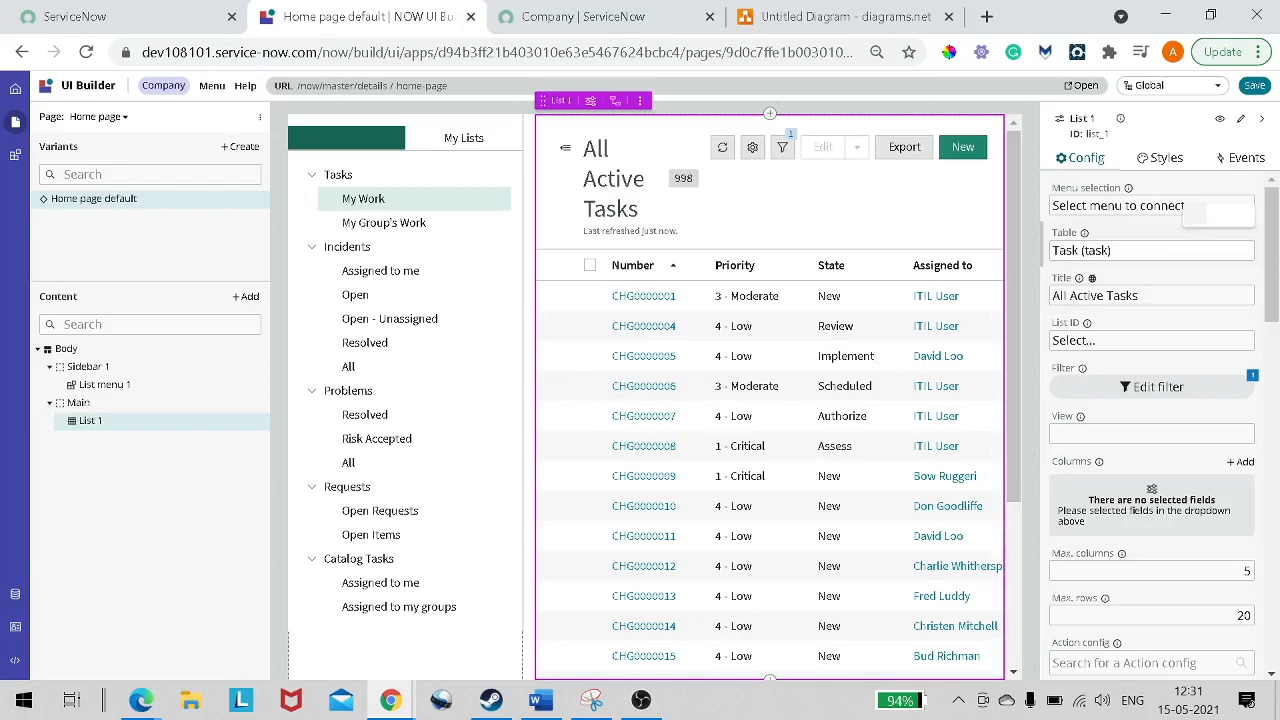 ServiceNow
Home page default | NOW UI Buil
Company | ServiceNow
Untitled Diagram - diagrams.net
dev108101.service-now.com/now/build/ui/apps/d94b3ff21b403010e63e5467624bcbc4/pages/9d0c7ffe1b003010...
A
Update
UI Builder
Company
Menu
Help
URL /now/master/details / home-page
Open
Global
Save
Page: Home page
Variants
+ Create
Search
Home page default
Content
+ Add
Search
Body
Sidebar 1
List menu 1
Main
List 1
My Lists
Tasks
My Work
My Group's Work
Incidents
Assigned to me
Open
Open - Unassigned
Resolved
All
Problems
Resolved
Risk Accepted
All
Requests
Open Requests
Open Items
Catalog Tasks
Assigned to me
Assigned to my groups
List 1
All
Active
Tasks
998
Last refreshed just now.
1
Edit
Export
New
Number Priority State Assigned to
CHG0000001 3 - Moderate New ITIL User
CHG0000004 4 - Low Review ITIL User
CHG0000005 4 - Low Implement David Loo
CHG0000006 3 - Moderate Scheduled ITIL User
CHG0000007 4 - Low Authorize ITIL User
CHG0000008 1 - Critical Assess ITIL User
CHG0000009 1 - Critical New Bow Ruggeri
CHG0000010 4 - Low New Don Goodliffe
CHG0000011 4 - Low New David Loo
CHG0000012 4 - Low New Charlie Whithersp
CHG0000013 4 - Low New Fred Luddy
CHG0000014 4 - Low New Christen Mitchell
CHG0000015 4 - Low New Bud Richman
List 1
ID: list_1
Config
Styles
Events
Menu selection
Select menu to connect
Table
Task (task)
Title
All Active Tasks
List ID
Select...
Filter
1
Edit filter
View
Columns
+ Add
There are no selected fields
Please selected fields in the dropdown
above
Max. columns
5
Max. rows
20
Action config
Search for a Action config
94%
ENG
12:31
15-05-2021